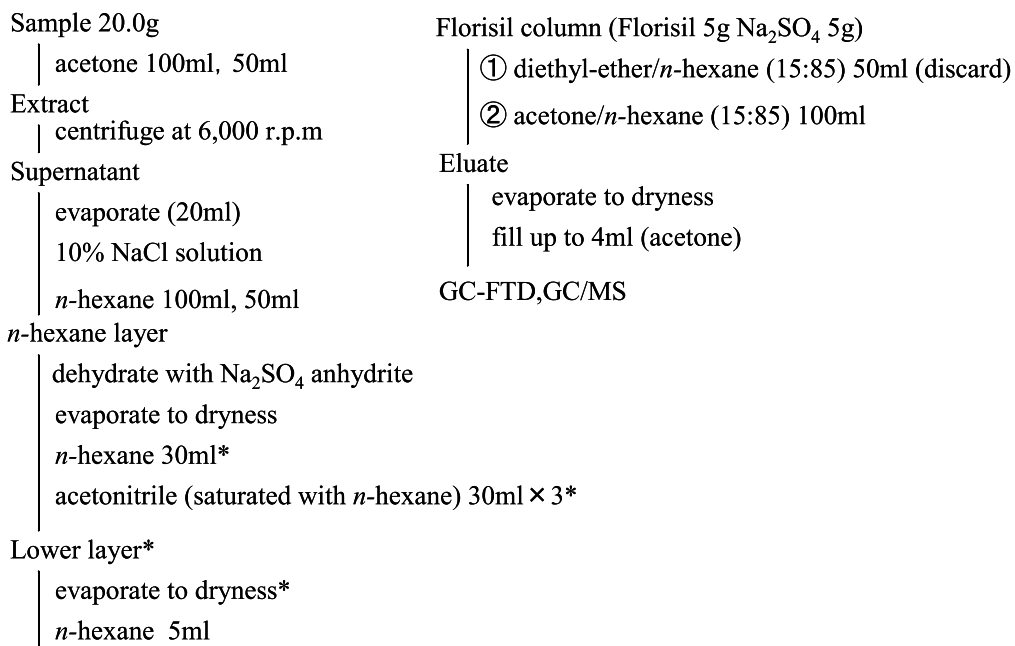 Sample 20.0g
acetone 100ml, 50ml
Extract
centrifuge at 6,000 r.p.m
Supernatant
evaporate (20ml)
10% NaCl solution
n-hexane 100ml, 50ml
n-hexane layer
dehydrate with Na₂SO₄ anhydrite
evaporate to dryness
n-hexane 30ml*
acetonitrile (saturated with n-hexane) 30ml × 3*
Lower layer*
evaporate to dryness*
n-hexane 5ml
Florisil column (Florisil 5g Na₂SO₄ 5g)
① diethyl-ether/n-hexane (15:85) 50ml (discard)
② acetone/n-hexane (15:85) 100ml
Eluate
evaporate to dryness
fill up to 4ml (acetone)
GC-FTD,GC/MS